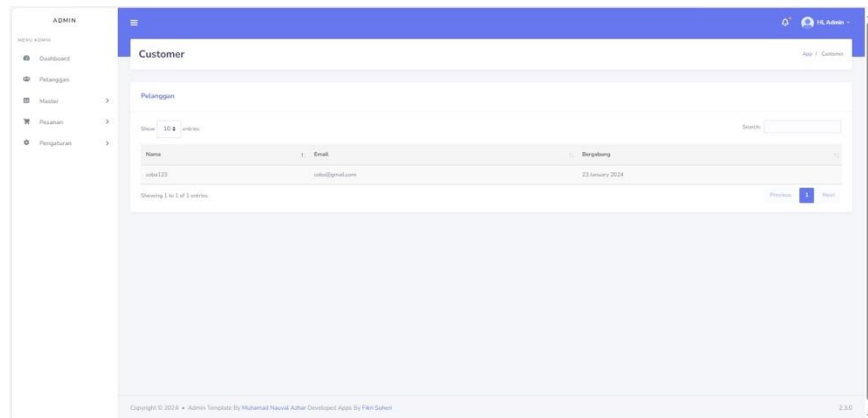 ADMIN
Hi, Admin
MENU ADMIN
Dashboard
Customer
App / Customer
Pelanggan
Master
Pesanan
Pengaturan
Pelanggan
Show 10 entries
Search:
Nama Email Bergabung
coba123 coba@gmail.com 23 January 2024
Showing 1 to 1 of 1 entries
Previous 1 Next
Copyright © 2024 • Admin Template By Muhamad Nauval Azhar Developed Apps By Fikri Suheri
2.3.0